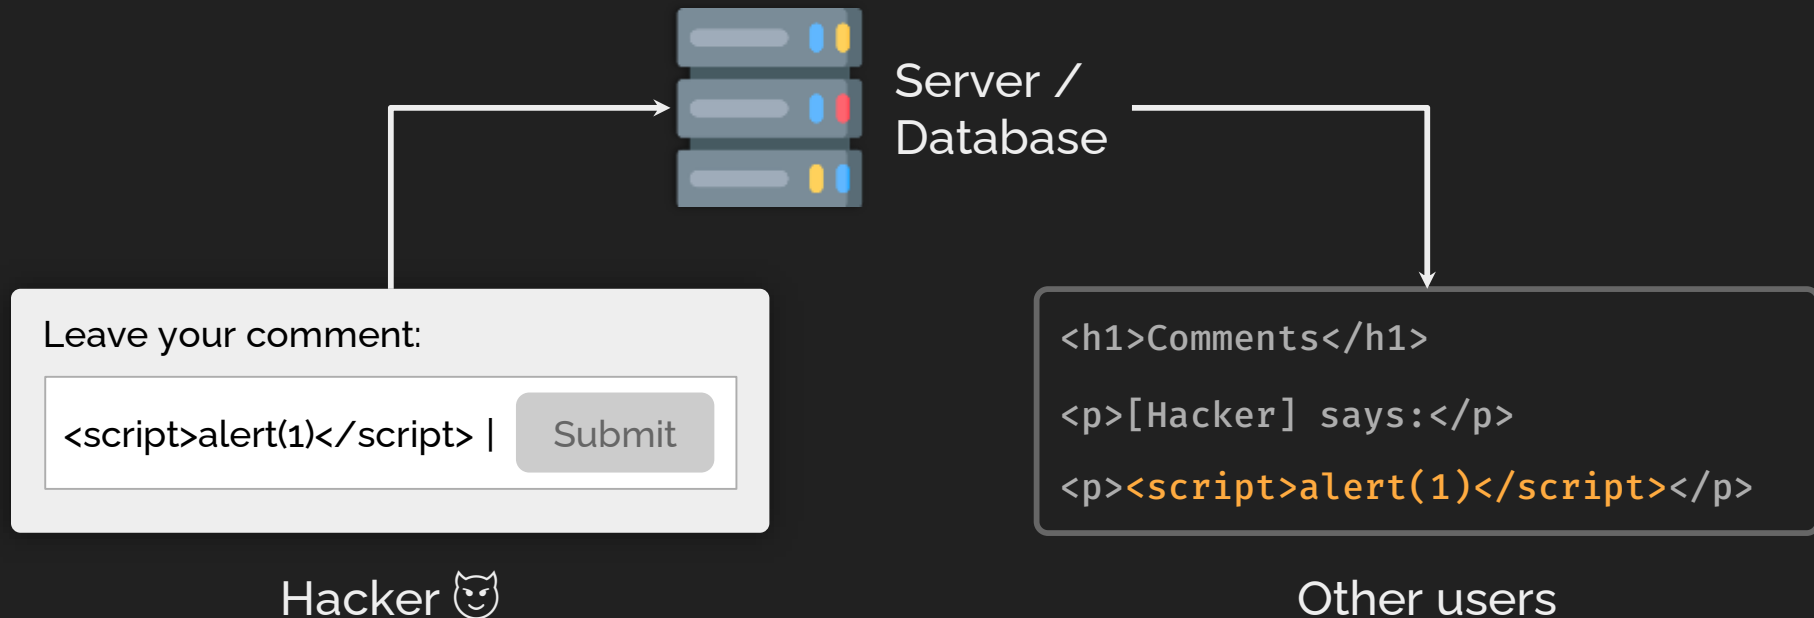 Server /
Database
Leave your comment:
<script>alert(1)</script> | Submit
Hacker 😈
<h1>Comments</h1>
<p>[Hacker] says:</p>
<p><script>alert(1)</script></p>
Other users